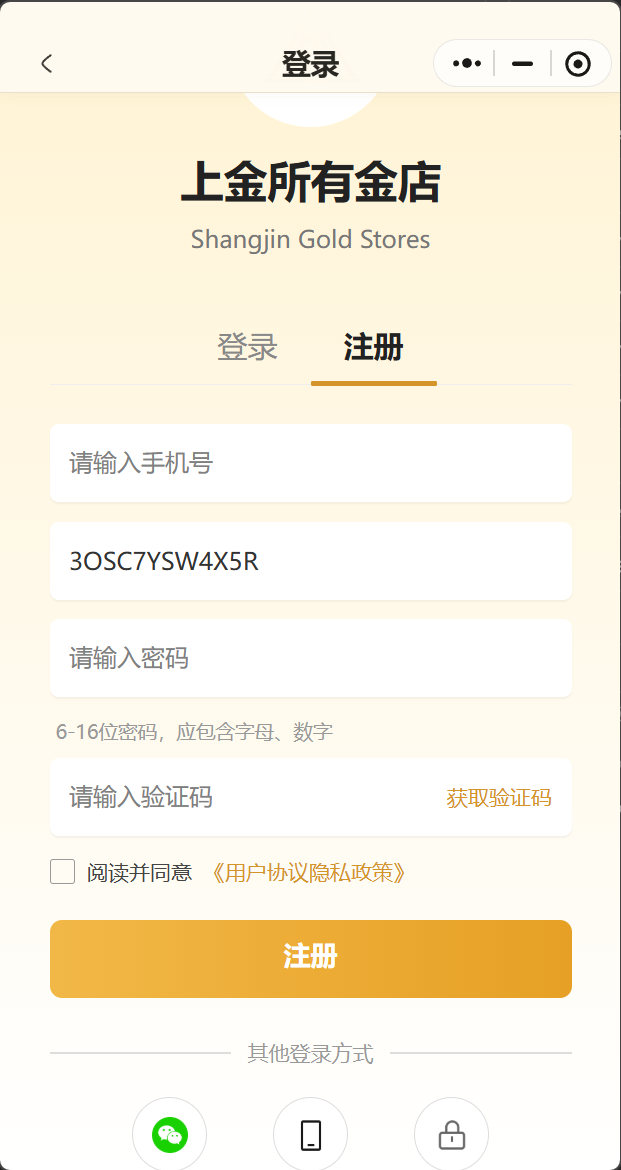 登录
上金所有金店
Shangjin Gold Stores
登录 注册
请输入手机号
3OSC7YSW4X5R
请输入密码
6-16位密码，应包含字母、数字
请输入验证码 获取验证码
阅读并同意 《用户协议隐私政策》
注册
其他登录方式